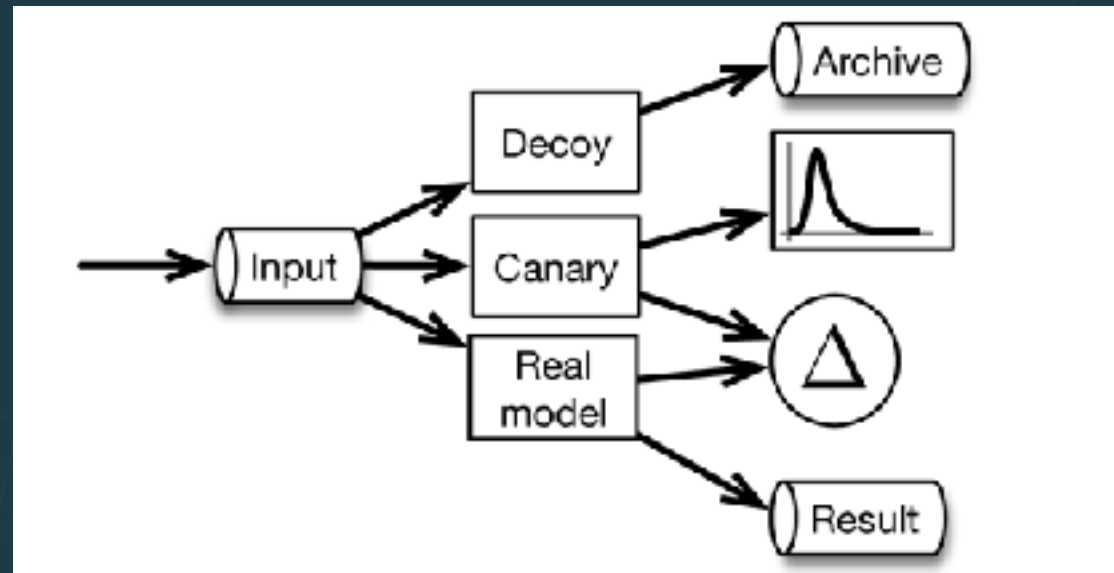 Archive
Decoy
Input
Canary
Real
model
Δ
Result